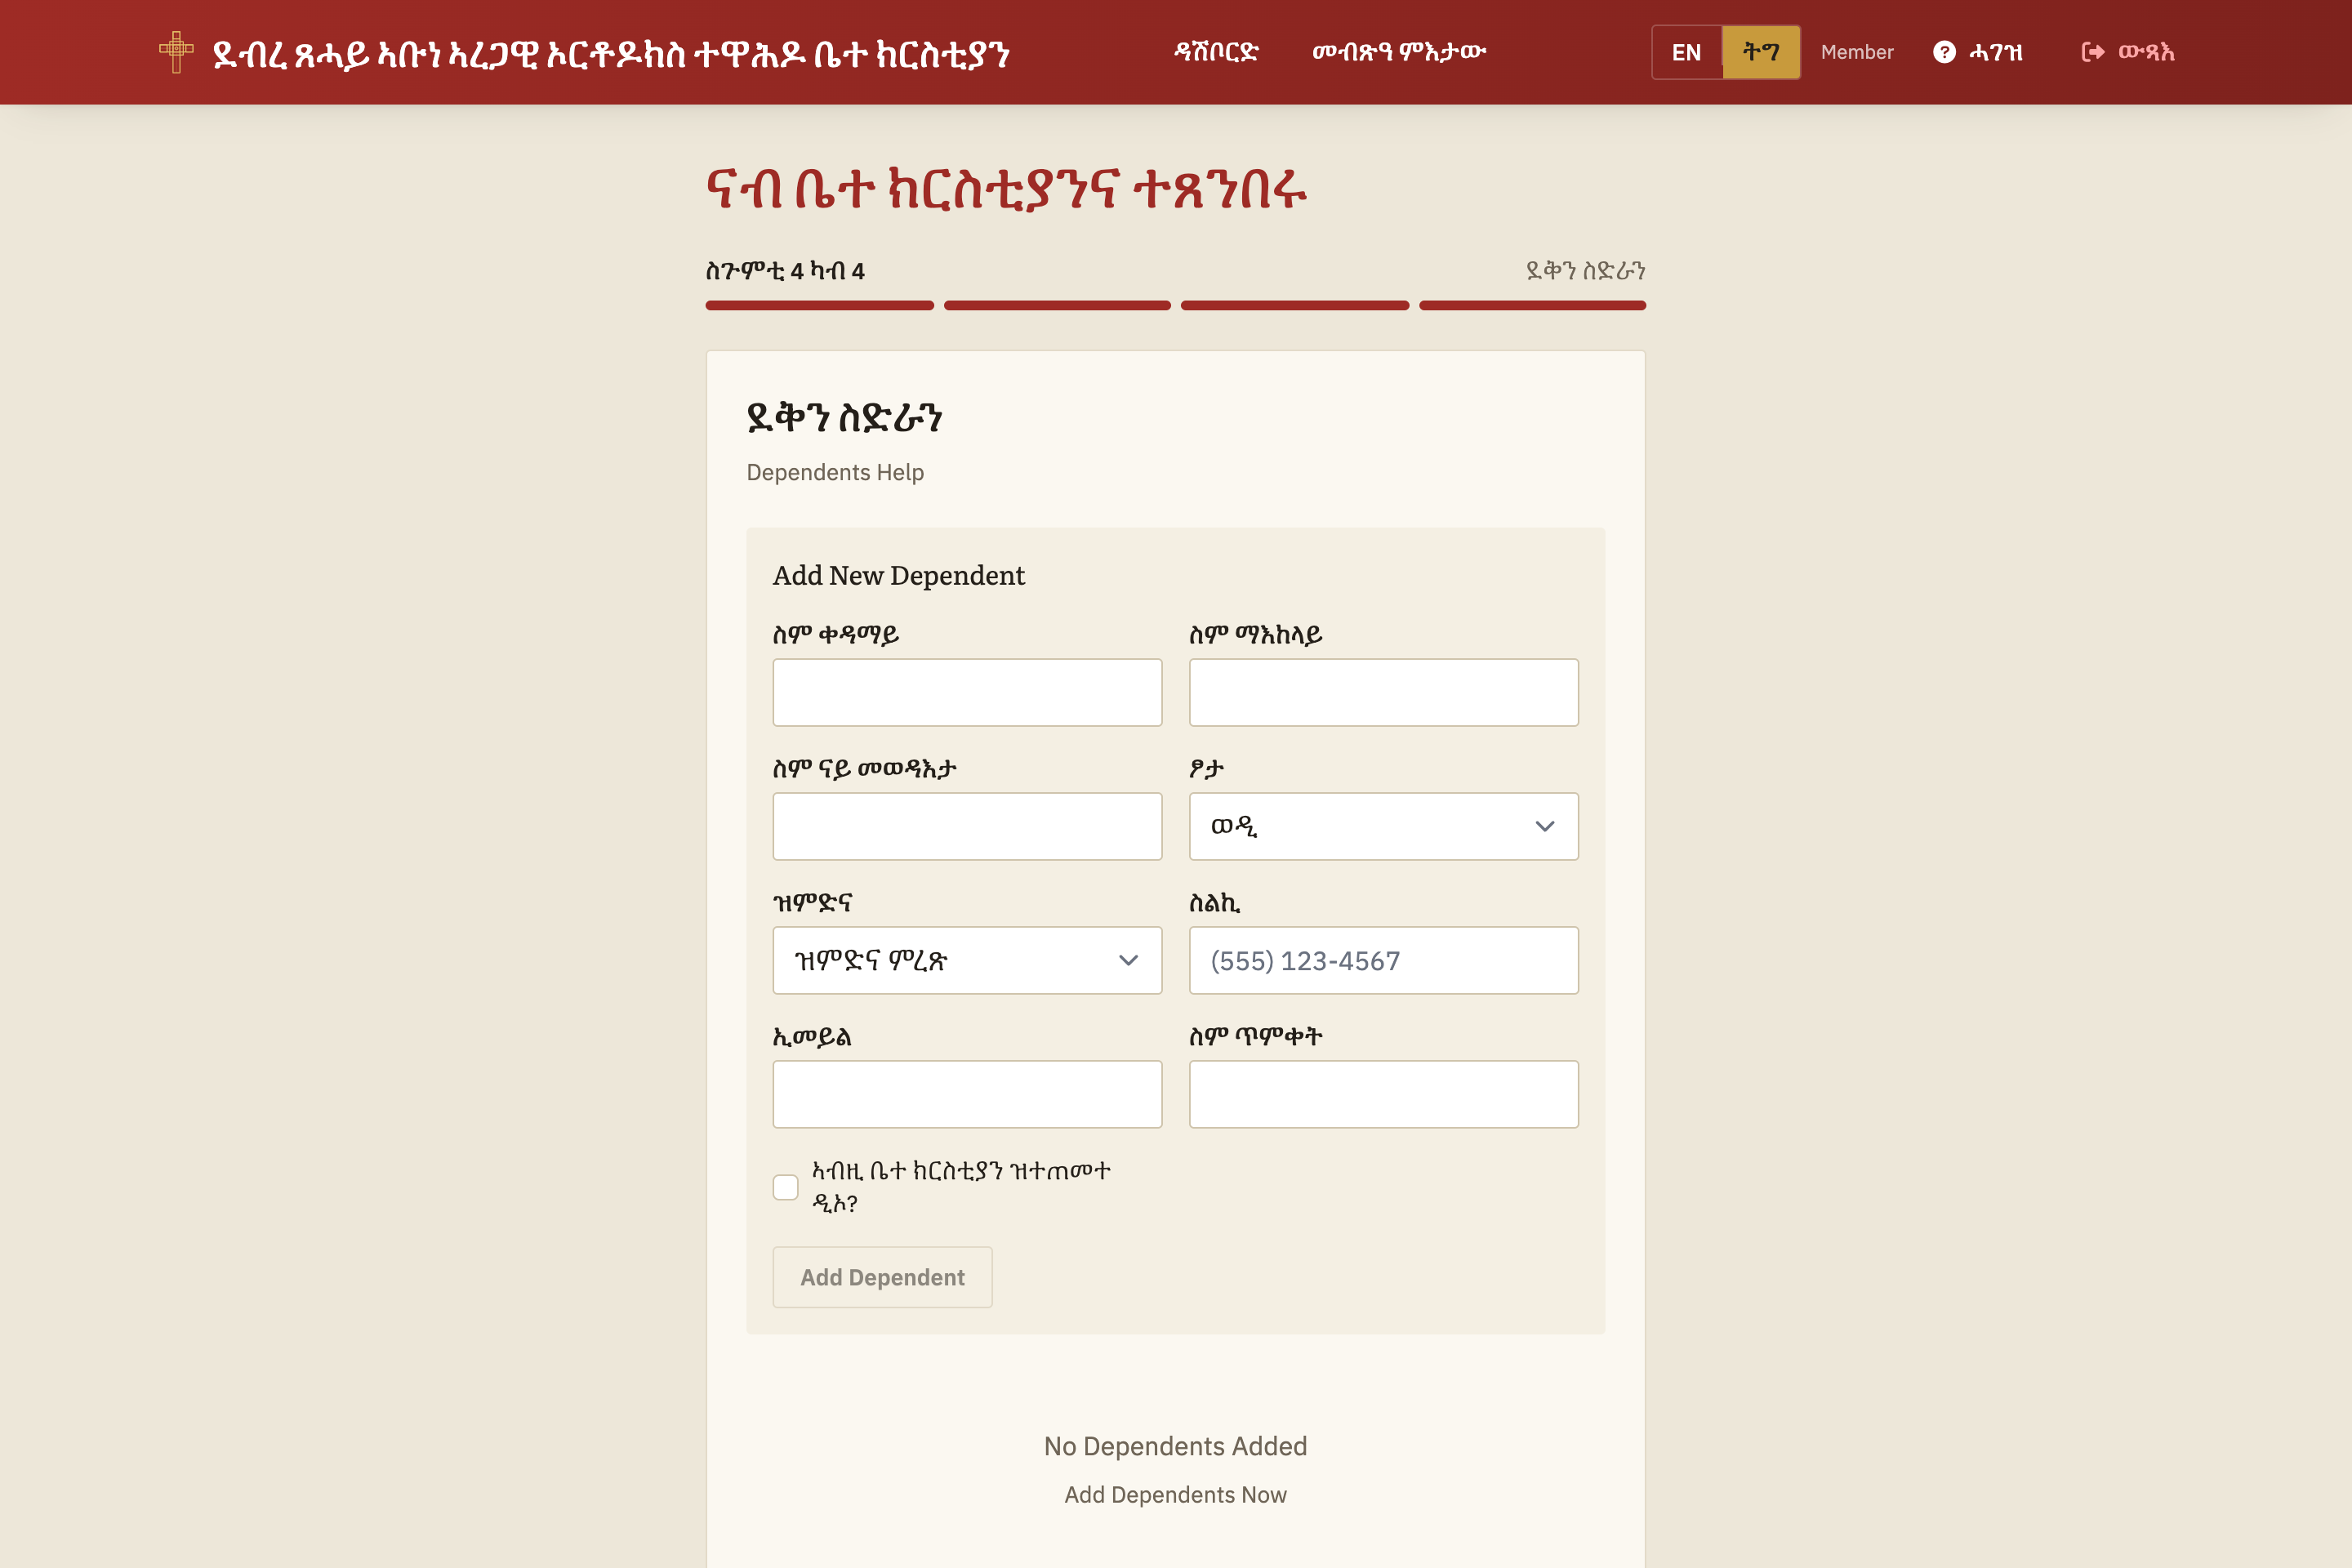 ደብረ ጸሓይ ኣቡነ ኣረጋዊ ኦርቶዶክስ ተዋሕዶ ቤተ ክርስቲያን
ዳሽቦርድ
መብጽዓ ምእታው
EN
ትግ
Member
ሓገዝ
ውጻእ
ናብ ቤተ ክርስቲያንና ተጸንበሩ
ስጉምቲ 4 ካብ 4
ደቅን ስድራን
ደቅን ስድራን
Dependents Help
Add New Dependent
ስም ቀዳማይ
ስም ማእከላይ
ስም ናይ መወዳእታ
ፆታ
ወዲ
ዝምድና
ስልኪ
ዝምድና ምረጽ
(555) 123-4567
ኢመይል
ስም ጥምቀት
ኣብዚ ቤተ ክርስቲያን ዝተጠመተ
ዲኦ?
Add Dependent
No Dependents Added
Add Dependents Now